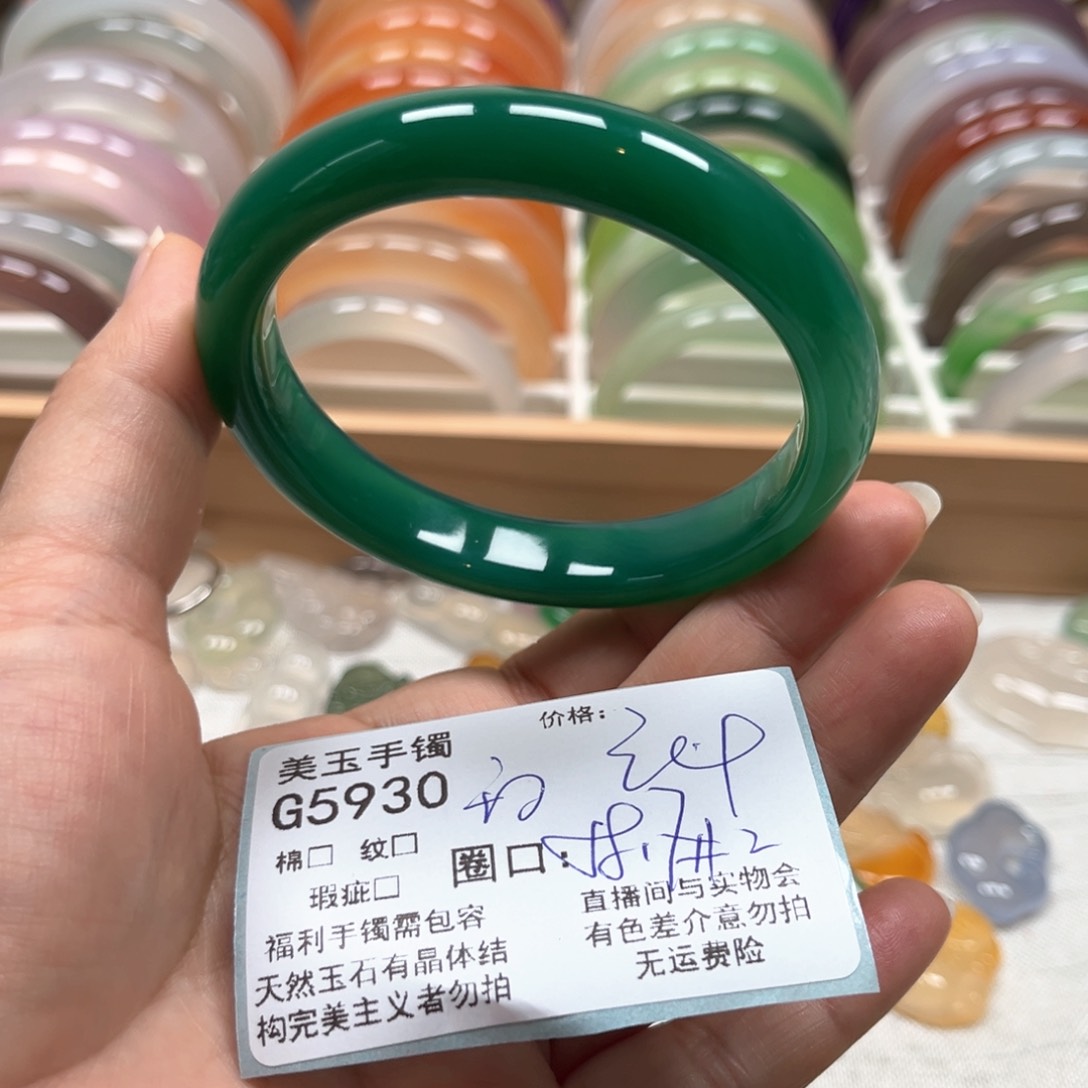 价格:
美玉手镯
G5930
棉□ 纹□
圈口:
瑕疵□
福利手镯需包容
天然玉石有晶体结
构完美主义者勿拍
直播间与实物会
有色差介意勿拍
无运费险